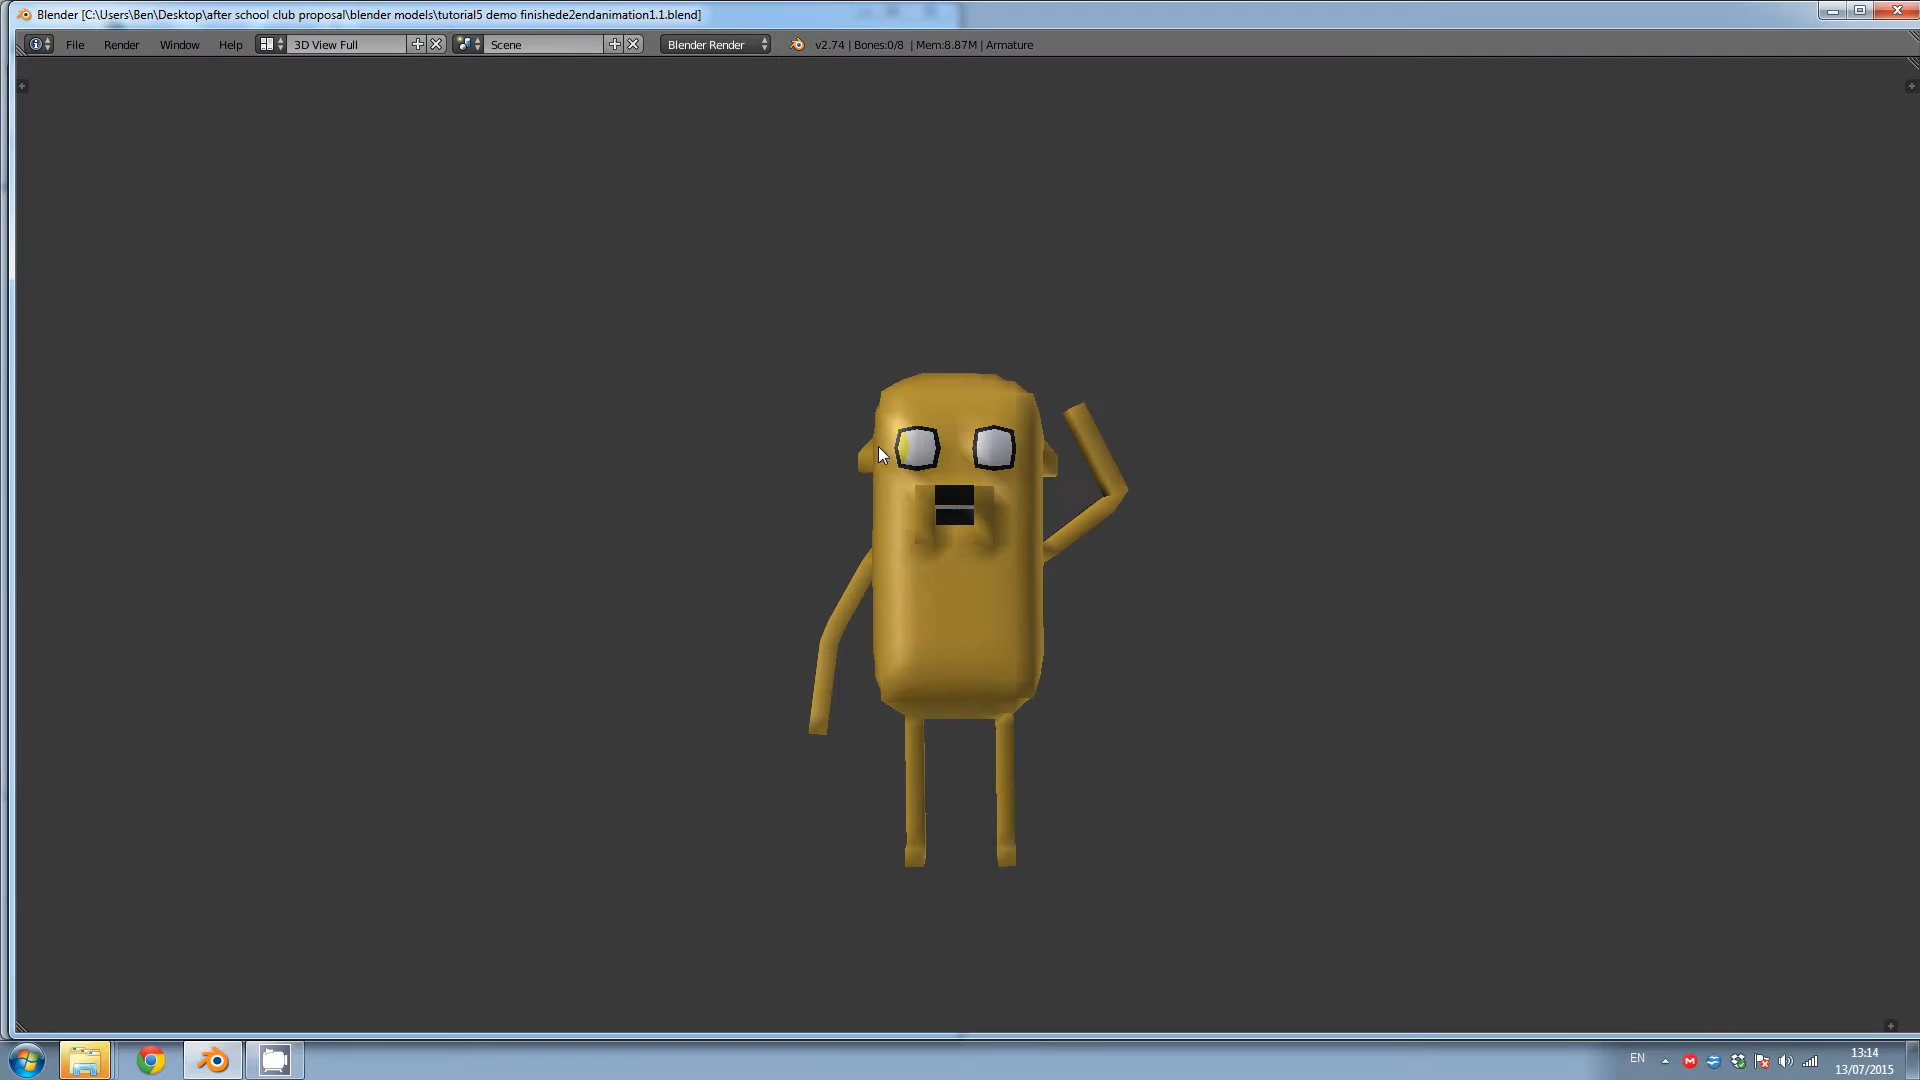 Blender [C:\Users\Ben\Desktop\after school club proposal\blender models\tutorial5 demo finishede2endanimation1.1.blend]
File Render Window Help 3D View Full Scene Blender Render v2.74 | Bones:0/8 | Mem:8.87M | Armature
EN
13:14
13/07/2015